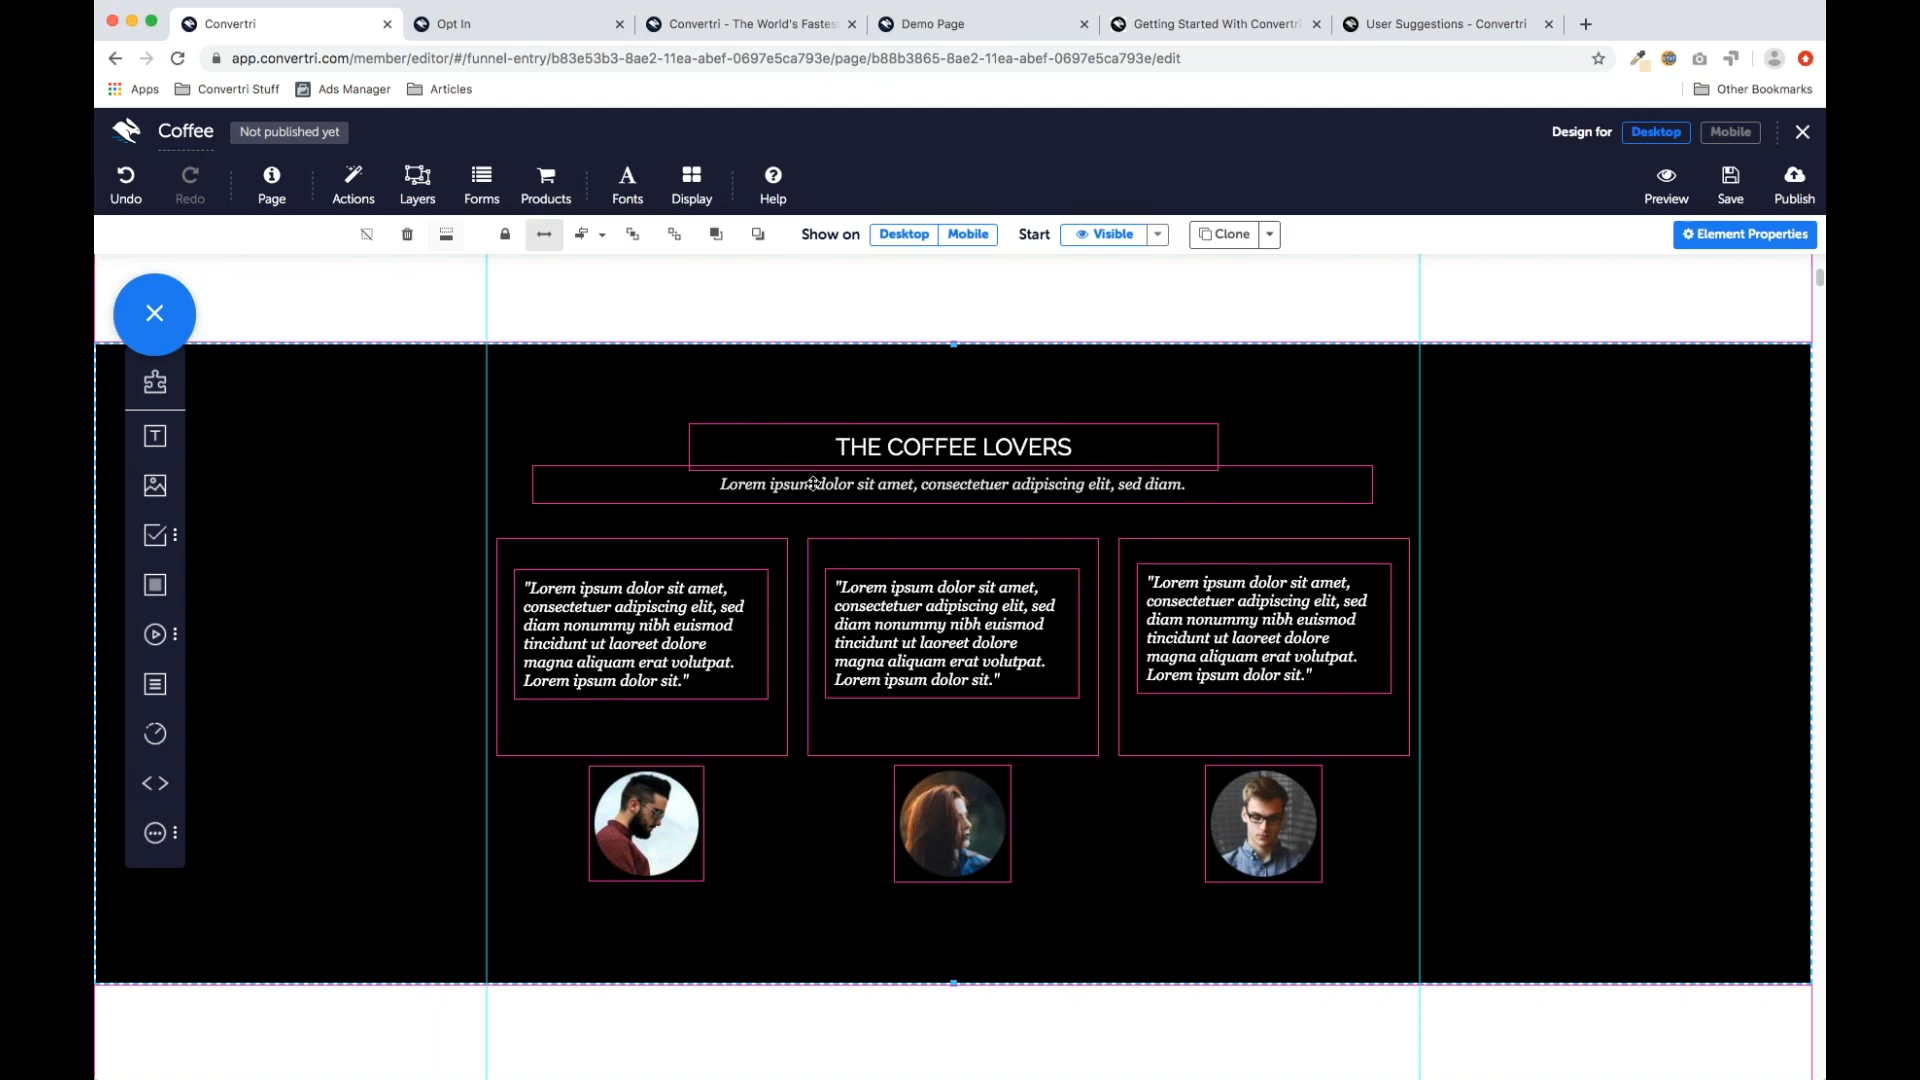 Convertri
Opt In
Convertri - The World's Fastes
Demo Page
Getting Started With Convertri
User Suggestions - Convertri
app.convertri.com/member/editor/#/funnel-entry/b83e53b3-8ae2-11ea-abef-0697e5ca793e/page/b88b3865-8ae2-11ea-abef-0697e5ca793e/edit
Apps
Convertri Stuff
Ads Manager
Articles
Other Bookmarks
Coffee
Not published yet
Design for
Desktop
Mobile
Undo
Redo
Page
Actions
Layers
Forms
Products
Fonts
Display
Help
Preview
Save
Publish
Show on
Desktop
Mobile
Start
Visible
Clone
Element Properties
THE COFFEE LOVERS
Lorem ipsum dolor sit amet, consectetuer adipiscing elit, sed diam.
"Lorem ipsum dolor sit amet,
consectetuer adipiscing elit, sed
diam nonummy nibh euismod
tincidunt ut laoreet dolore
magna aliquam erat volutpat.
Lorem ipsum dolor sit."
"Lorem ipsum dolor sit amet,
consectetuer adipiscing elit, sed
diam nonummy nibh euismod
tincidunt ut laoreet dolore
magna aliquam erat volutpat.
Lorem ipsum dolor sit."
"Lorem ipsum dolor sit amet,
consectetuer adipiscing elit, sed
diam nonummy nibh euismod
tincidunt ut laoreet dolore
magna aliquam erat volutpat.
Lorem ipsum dolor sit."